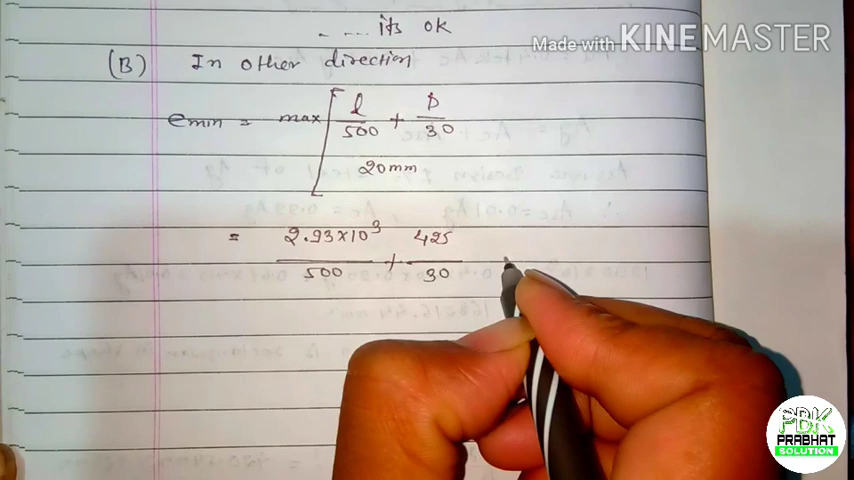 .. ... its ok
Made with KINEMASTER
(B) In other direction
emin = max [ l/500 + D/30
20mm
= 2.93×10³/500 + 425/30
PBK
PRABHAT
SOLUTION